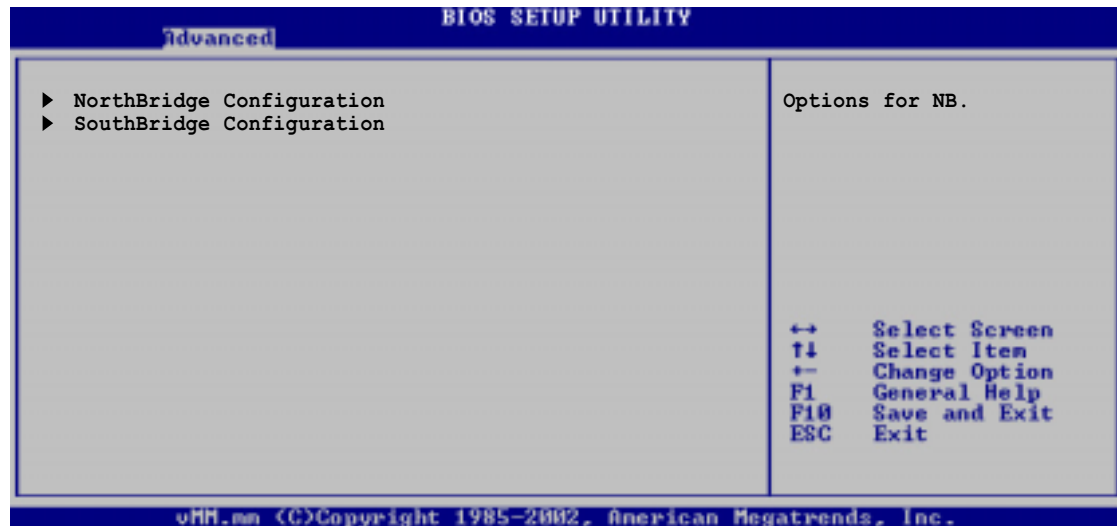 BIOS SETUP UTILITY
Advanced
▶ NorthBridge Configuration
▶ SouthBridge Configuration
Options for NB.
←→ Select Screen
↑↓ Select Item
+- Change Option
F1 General Help
F10 Save and Exit
ESC Exit
vMM.mm (C)Copyright 1985-2002, American Megatrends, Inc.